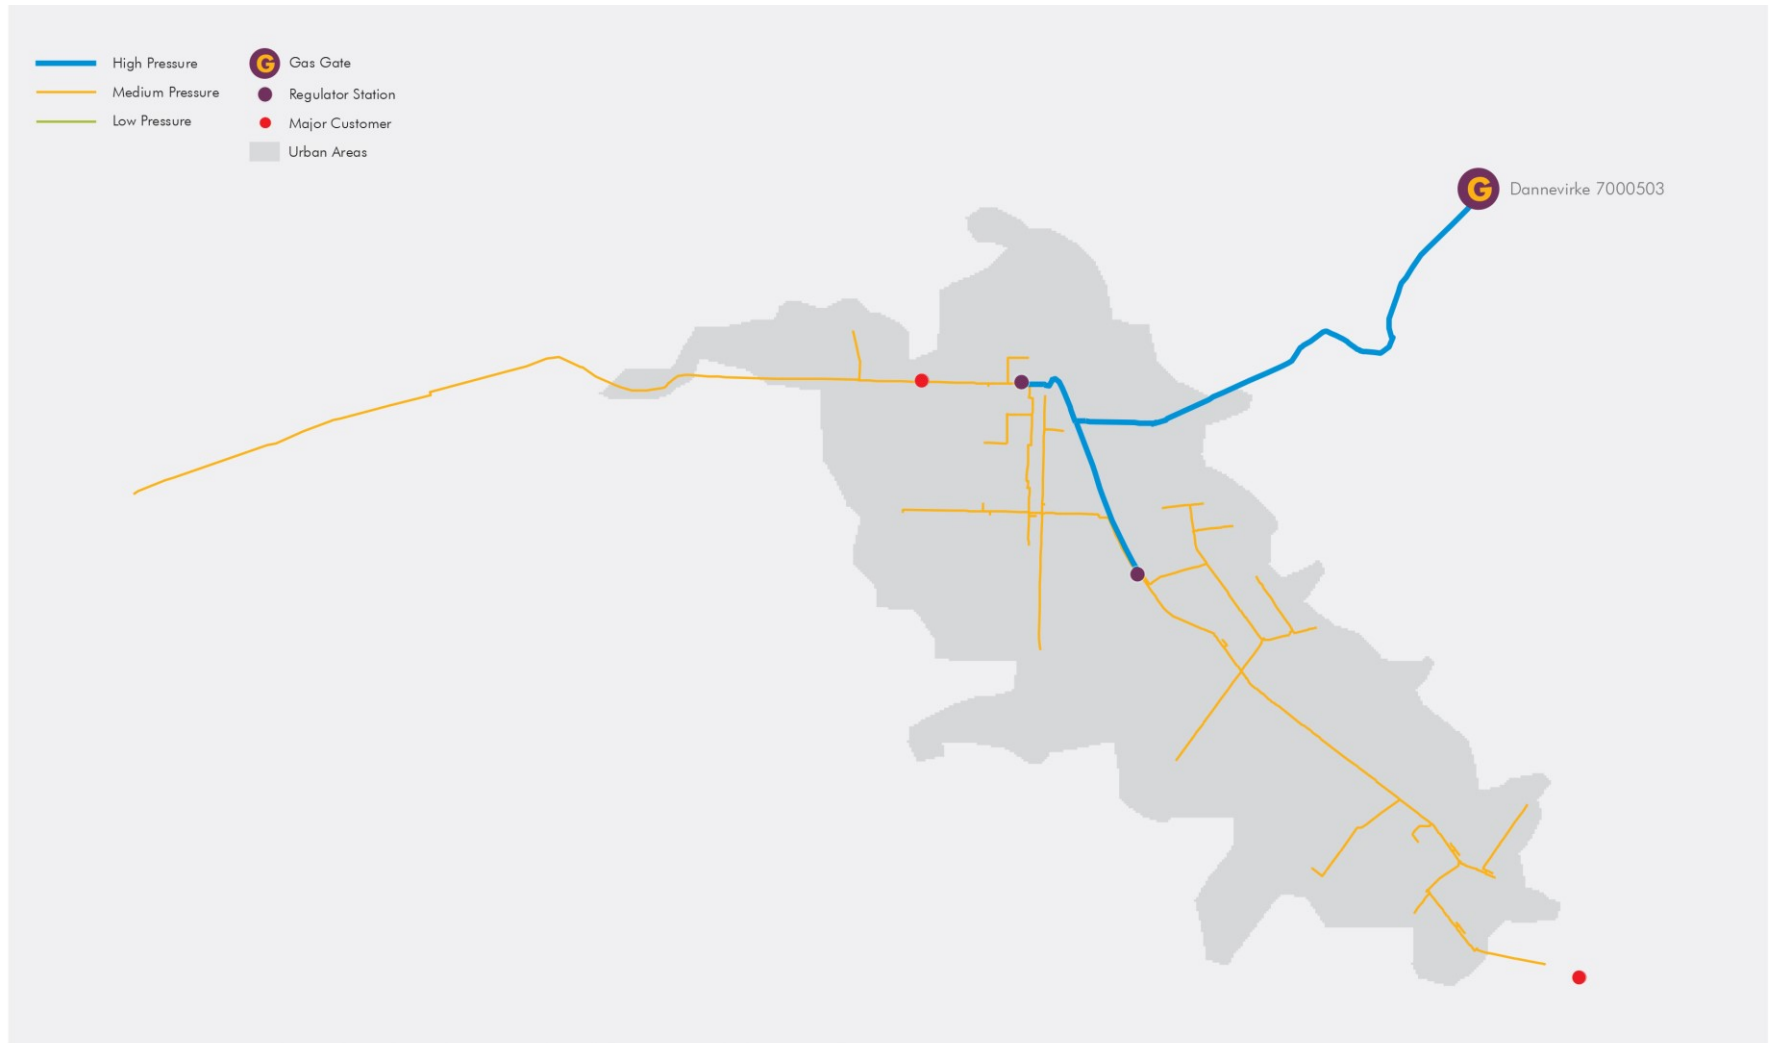 High Pressure
Medium Pressure
Low Pressure
G Gas Gate
Regulator Station
Major Customer
Urban Areas
G Dannevirke 7000503